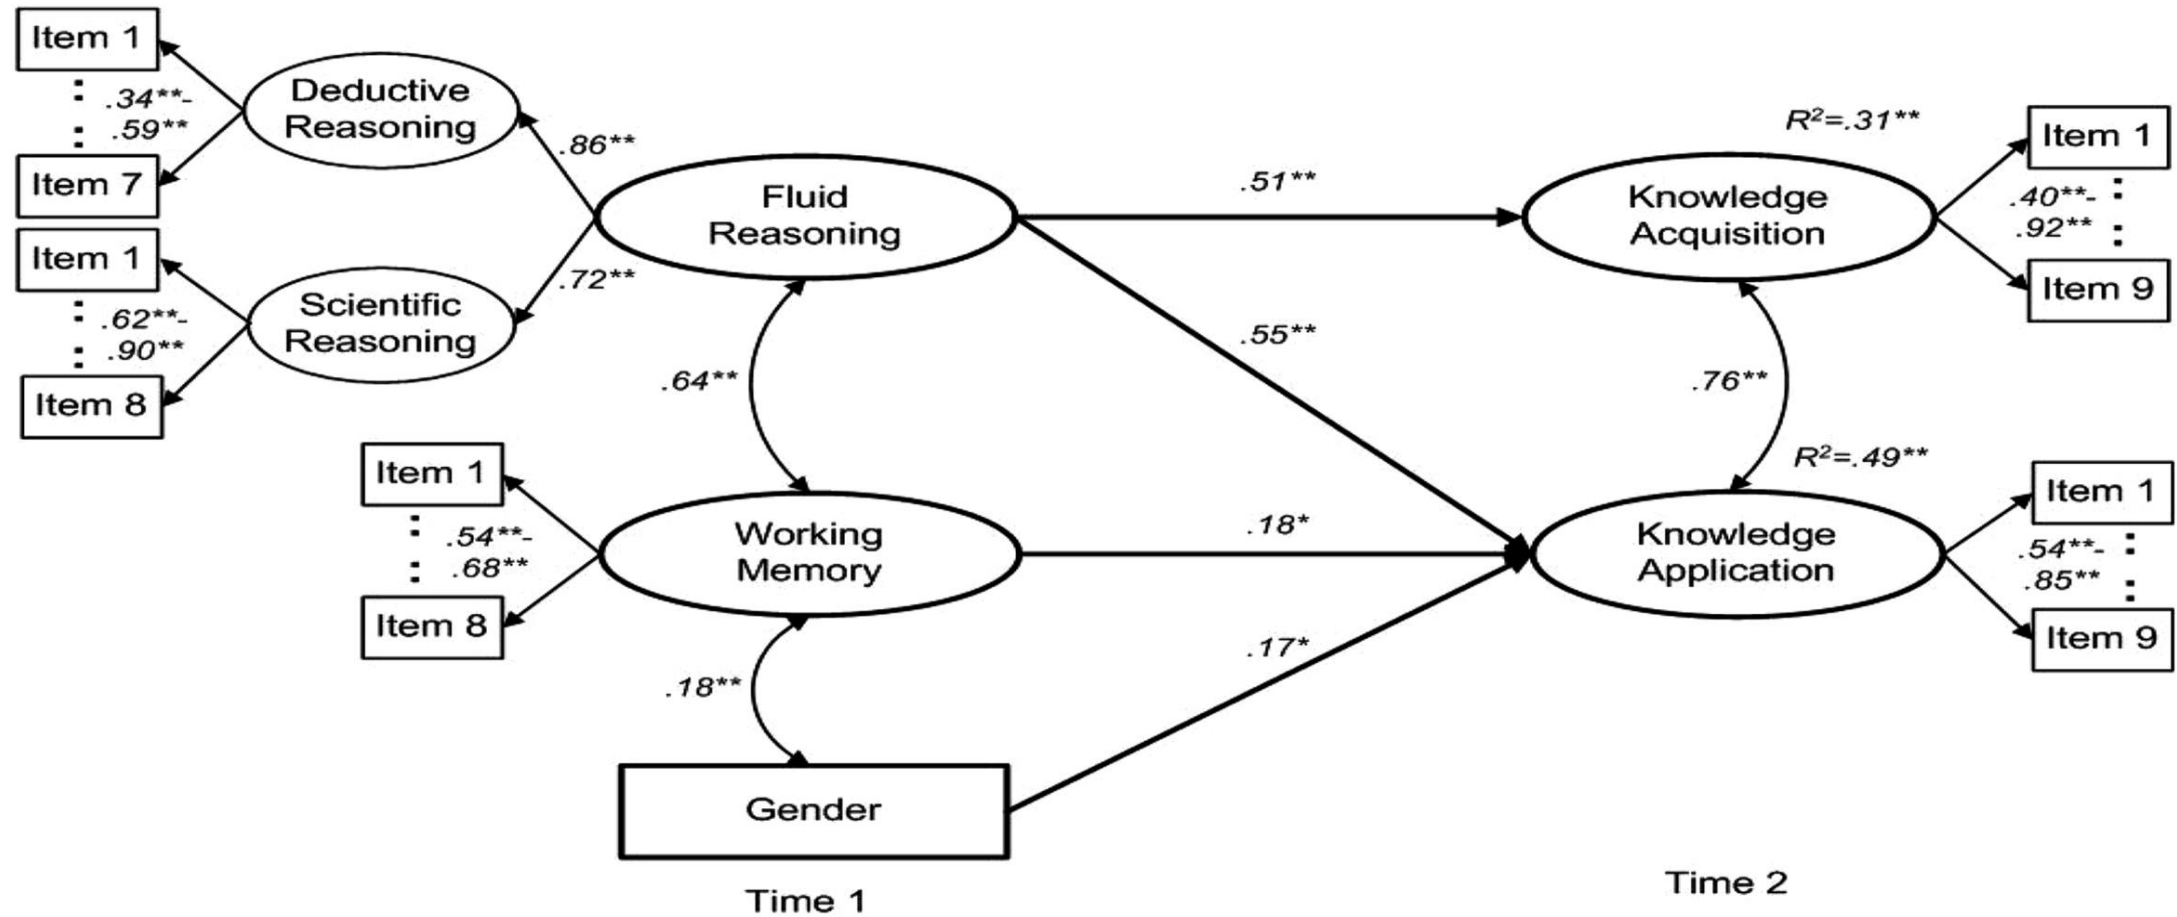 Item 1
.34**-
.59**
Item 7
Deductive
Reasoning
.86**
Item 1
.62**-
.90**
Item 8
Scientific
Reasoning
.72**
Fluid
Reasoning
.51**
.55**
.64**
Item 1
.54**-
.68**
Item 8
Working
Memory
.18*
.18**
.17*
Gender
Time 1
R²=.31**
Knowledge
Acquisition
Item 1
.40**-
.92**
Item 9
.76**
R²=.49**
Knowledge
Application
Item 1
.54**-
.85**
Item 9
Time 2